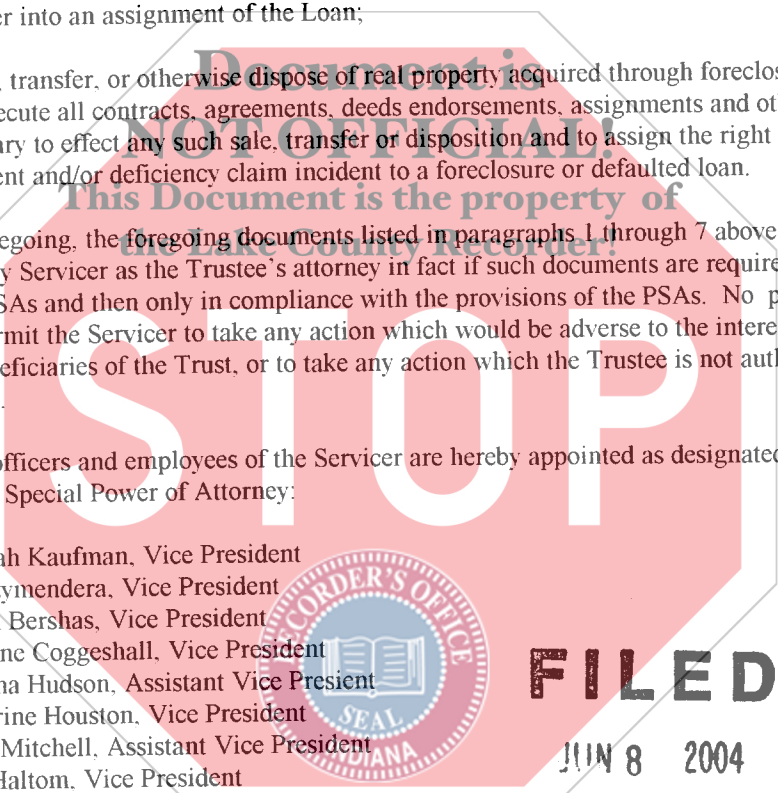 er into an assignment of the Loan;
Document is
, transfer, or otherwise dispose of real property acquired through foreclos
ecute all contracts, agreements, deeds endorsements, assignments and ot
NOT OFFICIAL!
ary to effect any such sale, transfer or disposition and to assign the right
ent and/or deficiency claim incident to a foreclosure or defaulted loan.
This Document is the property of
egoing, the foregoing documents listed in paragraphs 1 through 7 above
the Lake County Recorder!
y Servicer as the Trustee's attorney in fact if such documents are require
SAs and then only in compliance with the provisions of the PSAs. No p
rmit the Servicer to take any action which would be adverse to the intere
eficiaries of the Trust, or to take any action which the Trustee is not auth
.
STOP
officers and employees of the Servicer are hereby appointed as designated
Special Power of Attorney:
ah Kaufman, Vice President
ymendera, Vice President
Bershas, Vice President
ne Coggeshall, Vice President
na Hudson, Assistant Vice Presient
rine Houston, Vice President
Mitchell, Assistant Vice President
Haltom, Vice President
RECORDER'S OFFICE
SEAL
INDIANA
FILED
JUN 8 2004